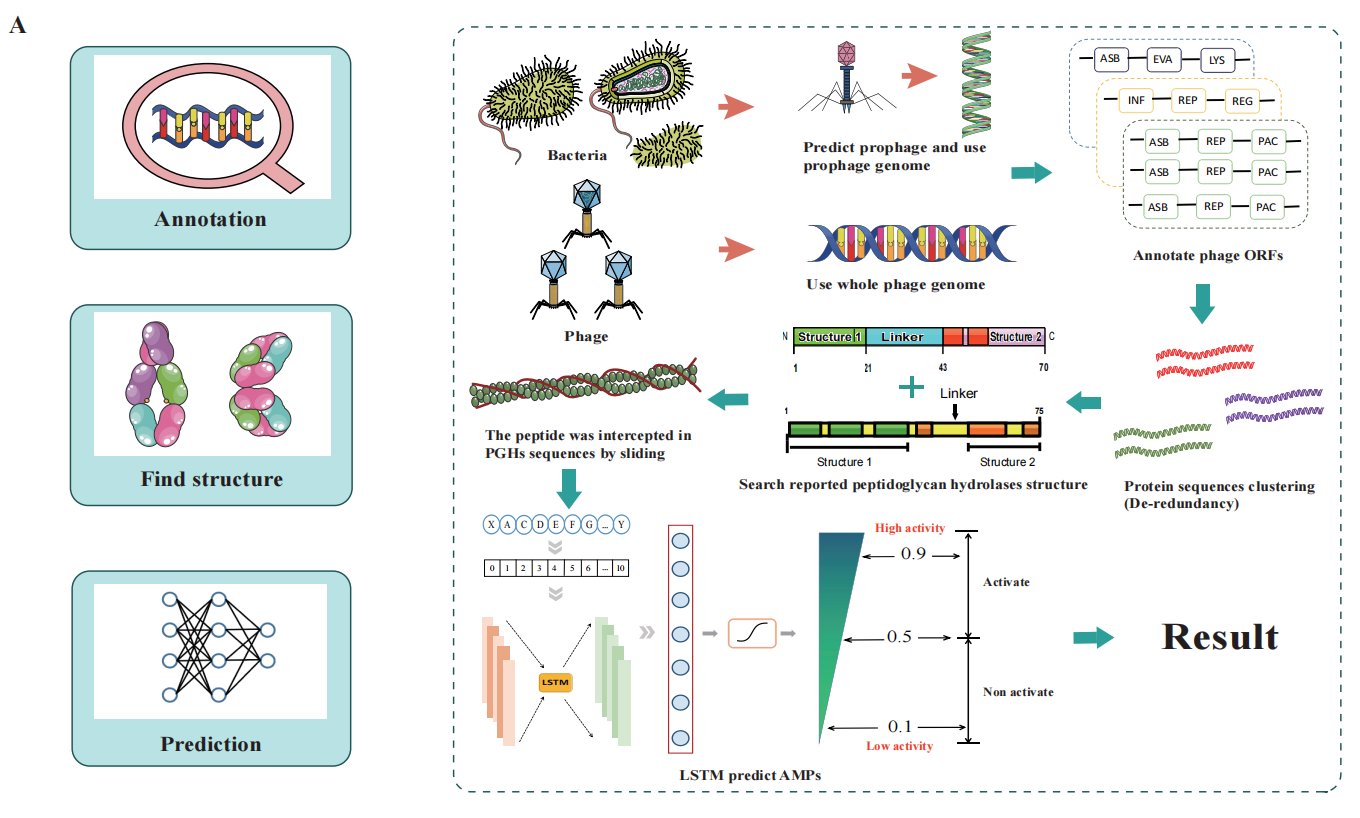 A
Annotation
Find structure
Prediction
Bacteria
Predict prophage and use
prophage genome
ASB EVA LYS
INF REP REG
ASB REP PAC
ASB REP PAC
ASB REP PAC
Annotate phage ORFs
Phage
Use whole phage genome
N Structure 1 Linker Structure 2 C
1 21 43 70
Linker
1 75
Structure 1 Structure 2
Search reported peptidoglycan hydrolases structure
Protein sequences clustering
(De-redundancy)
The peptide was intercepted in
PGHs sequences by sliding
X A C D E F G ... Y
0 1 2 3 4 5 6 ... 10
LSTM
High activity
0.9
Activate
0.5
Non activate
0.1
Low activity
LSTM predict AMPs
Result